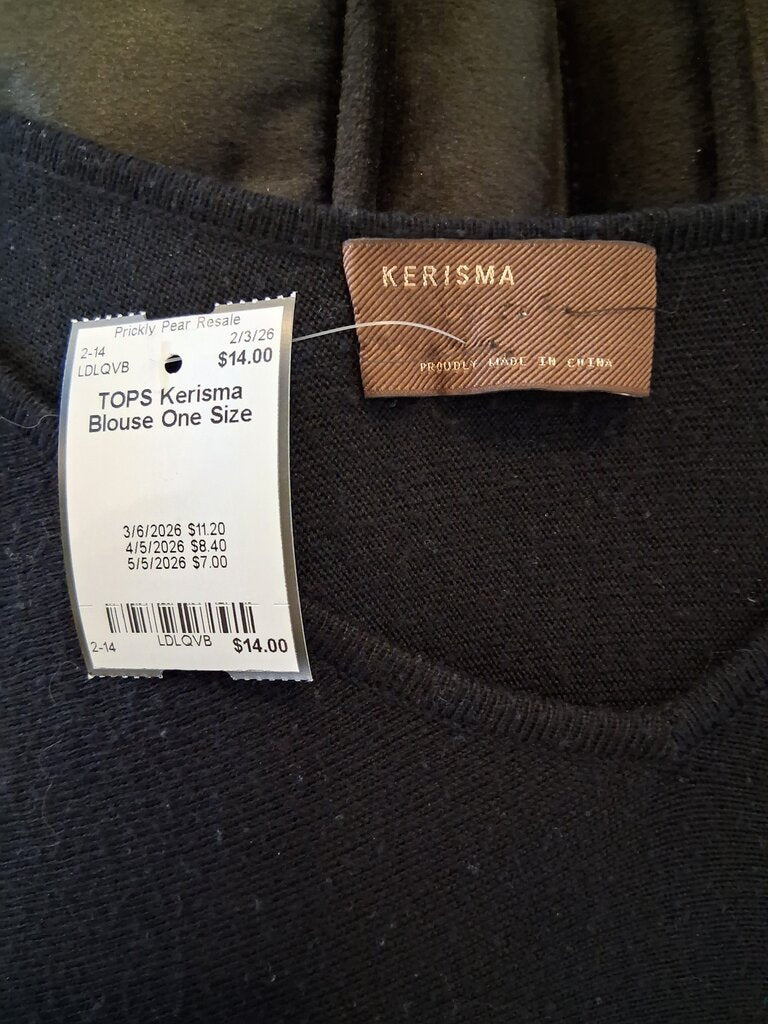 KERISMA
PROUDLY MADE IN CHINA
Prickly Pear Resale
2-14 2/3/26
LDLQVB $14.00
TOPS Kerisma
Blouse One Size
3/6/2026 $11.20
4/5/2026 $8.40
5/5/2026 $7.00
2-14 LDLQVB $14.00